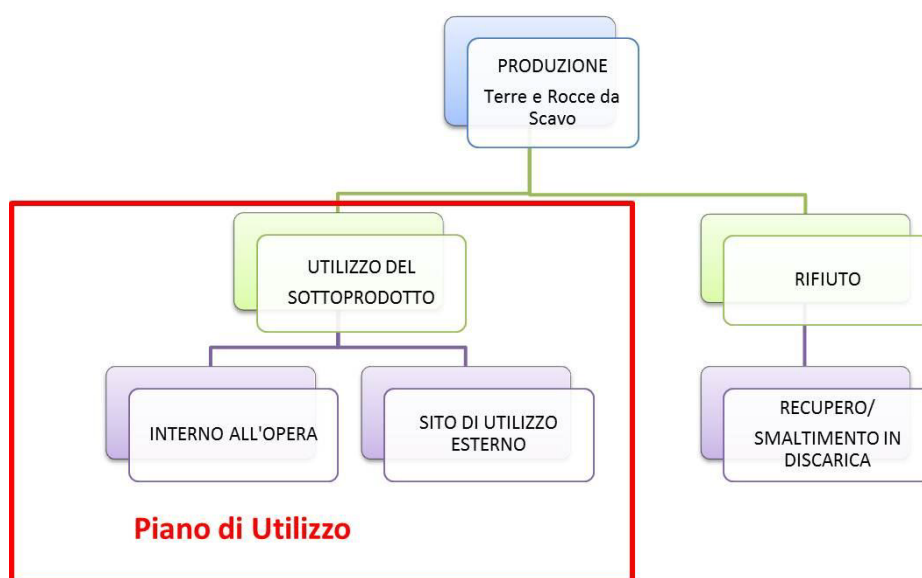 PRODUZIONE
Terre e Rocce da
Scavo
UTILIZZO DEL
SOTTOPRODOTTO
RIFIUTO
INTERNO ALL'OPERA
SITO DI UTILIZZO
ESTERNO
RECUPERO/
SMALTIMENTO IN
DISCARICA
Piano di Utilizzo